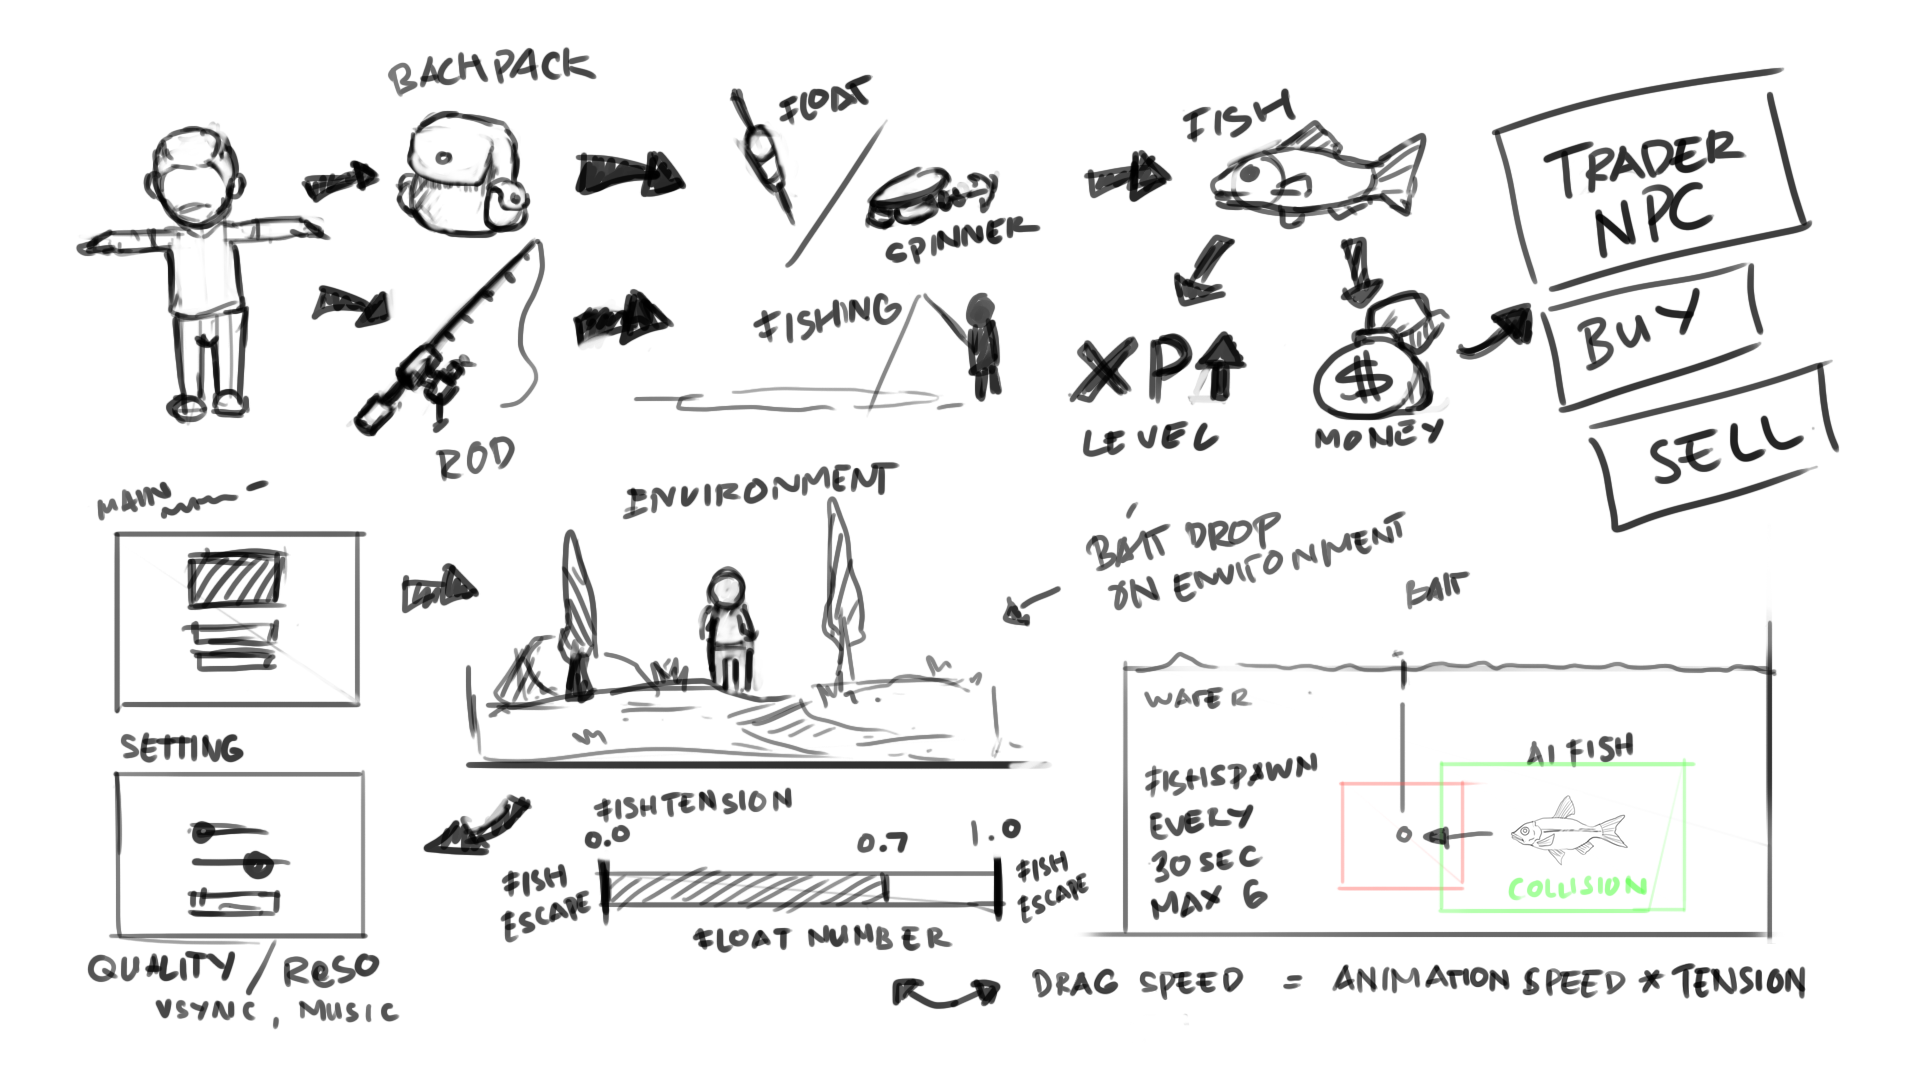 BACHPACK
FLOAT
SPINNER
FISH
TRADER
NPC
BUY
SELL
ROD
FISHING
XP
LEVEL
$
MONEY
MAIN
ENVIRONMENT
BAIT DROP
ON ENVIRONMENT
BAIT
SETTING
QUALITY / ReSO
VSYNC, MUSIC
FISHTENSION
0.0
0.7
1.0
FISH
ESCAPE
FISH
ESCAPE
FLOAT NUMBER
WATER
FISHSPAWN
EVERY
30 SEC
MAX 6
AI FISH
COLLISION
DRAG SPEED = ANIMATION SPEED * TENSION